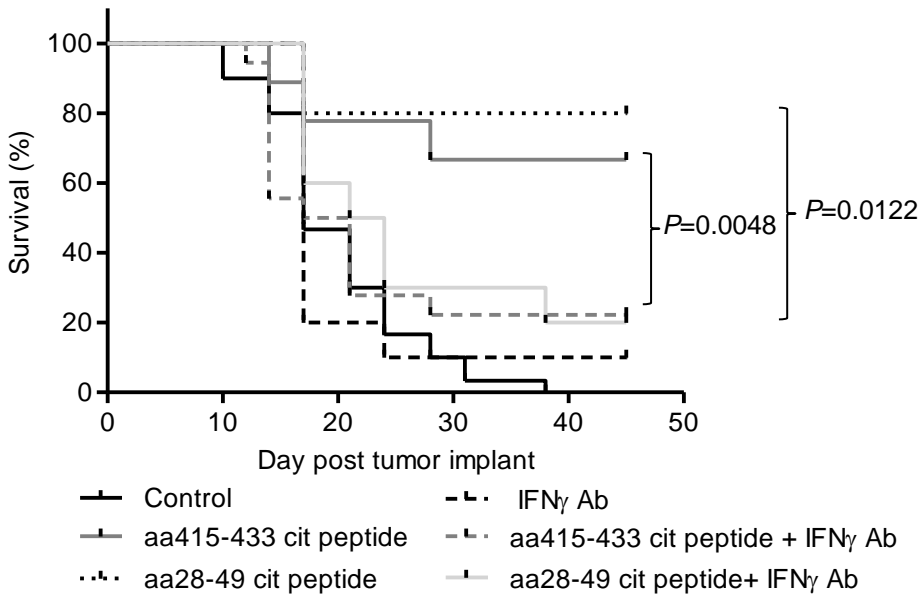 100
80
60
40
20
0
Survival (%)
0 10 20 30 40 50
Day post tumor implant
P=0.0048
P=0.0122
Control
IFNγ Ab
aa415-433 cit peptide
aa415-433 cit peptide + IFNγ Ab
aa28-49 cit peptide
aa28-49 cit peptide+ IFNγ Ab